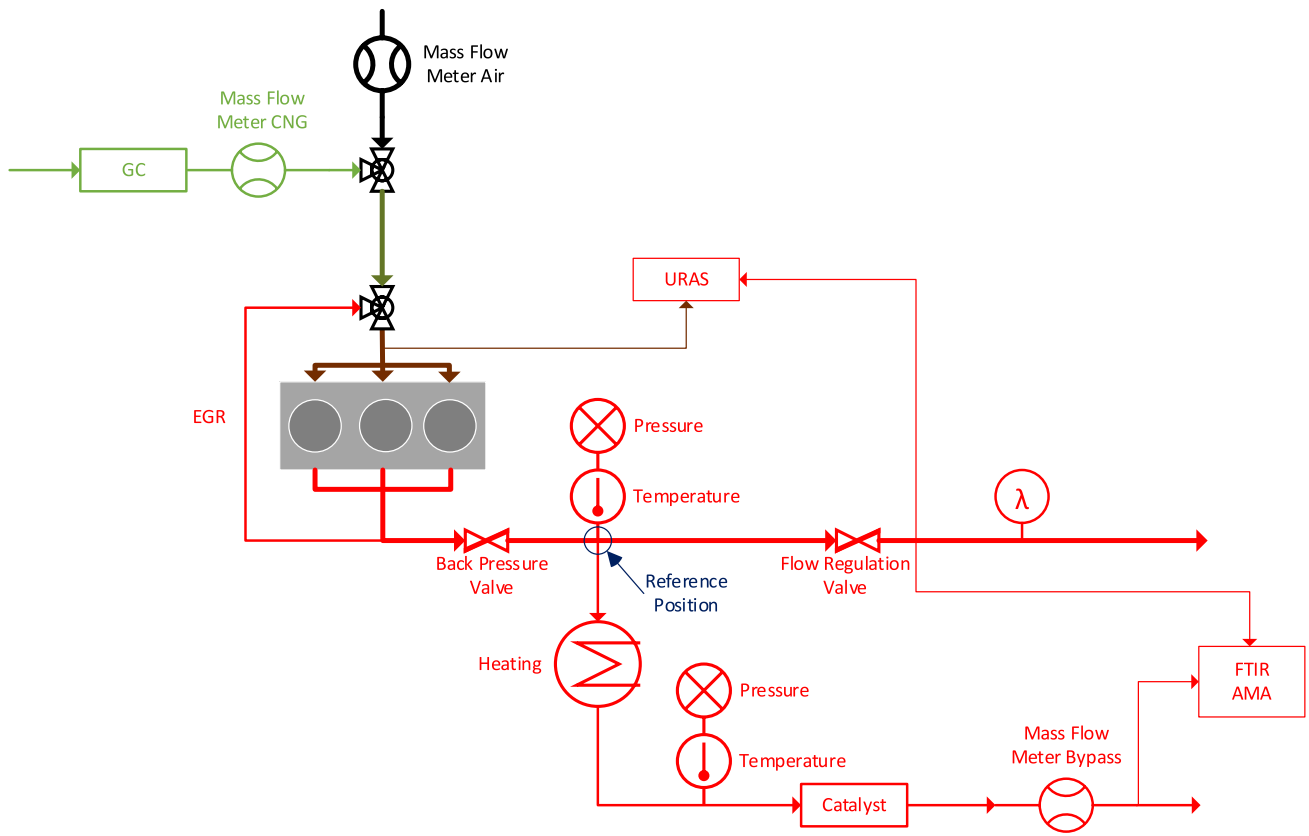 Mass Flow
Meter Air
Mass Flow
Meter CNG
GC
URAS
EGR
Pressure
Temperature
λ
Back Pressure
Valve
Flow Regulation
Valve
Reference
Position
Heating
FTIR
AMA
Pressure
Mass Flow
Meter Bypass
Temperature
Catalyst